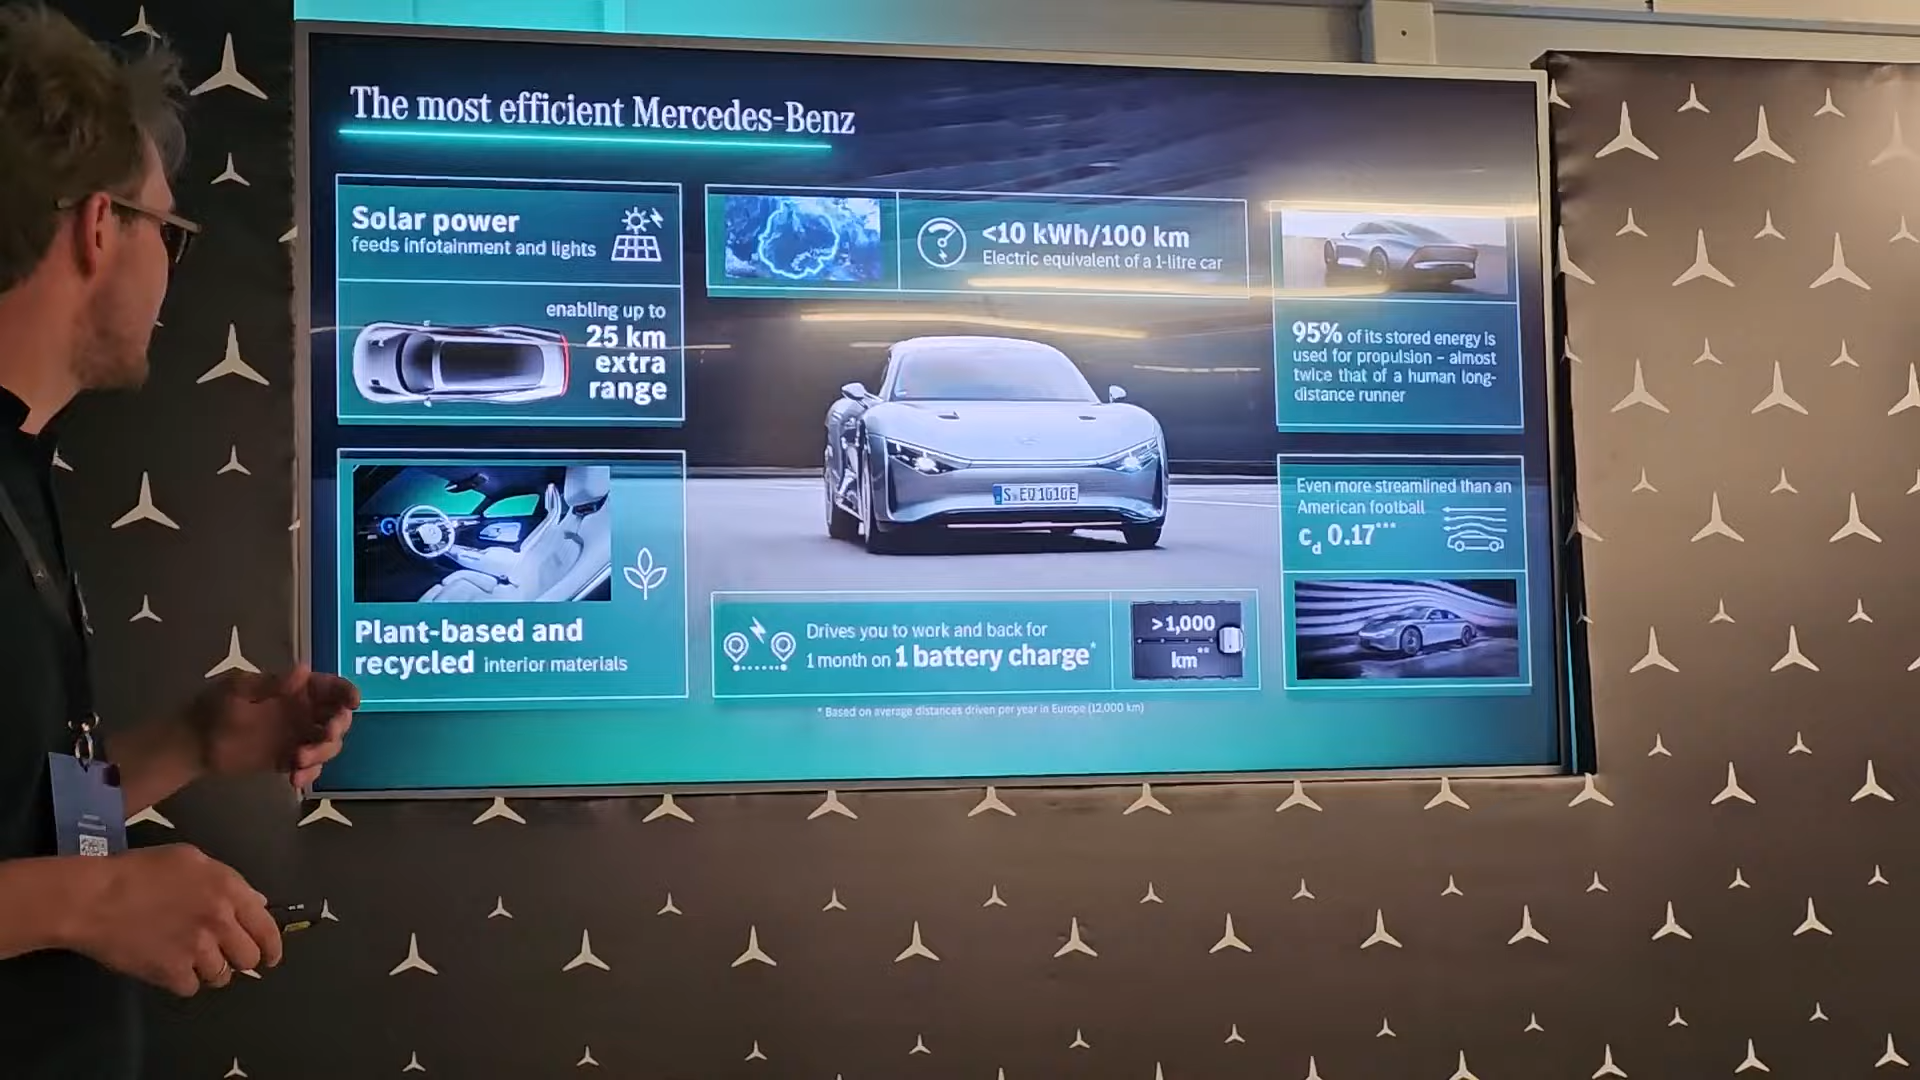 The most efficient Mercedes-Benz
Solar power
feeds infotainment and lights
enabling up to
25 km
extra
range
<10 kWh/100 km
Electric equivalent of a 1-litre car
95% of its stored energy is
used for propulsion – almost
twice that of a human long-
distance runner
S EQ1010E
Plant-based and
recycled interior materials
Drives you to work and back for
1 month on 1 battery charge*
>1,000
km**
Even more streamlined than an
American football
cd 0.17***
* Based on average distances driven per year in Europe (12,000 km)